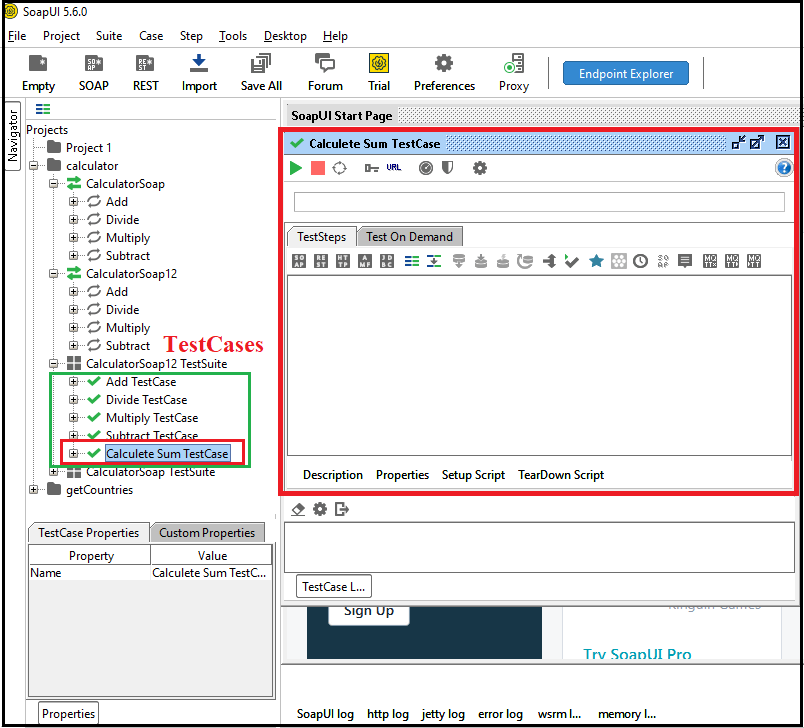 SoapUI 5.6.0
File Project Suite Case Step Tools Desktop Help
Empty SOAP REST Import Save All Forum Trial Preferences Proxy Endpoint Explorer
Navigator
Projects
Project 1
calculator
CalculatorSoap
Add
Divide
Multiply
Subtract
CalculatorSoap12
Add
Divide
Multiply
Subtract
TestCases
CalculatorSoap12 TestSuite
Add TestCase
Divide TestCase
Multiply TestCase
Subtract TestCase
Calculete Sum TestCase
CalculatorSoap TestSuite
getCountries
TestCase Properties Custom Properties
Property Value
Name Calculete Sum TestC...
Properties
SoapUI Start Page
Calculete Sum TestCase
URL
TestSteps Test On Demand
Description Properties Setup Script TearDown Script
TestCase L...
Sign Up
Try SoapUI Pro
SoapUI log http log jetty log error log wsrm l... memory l...